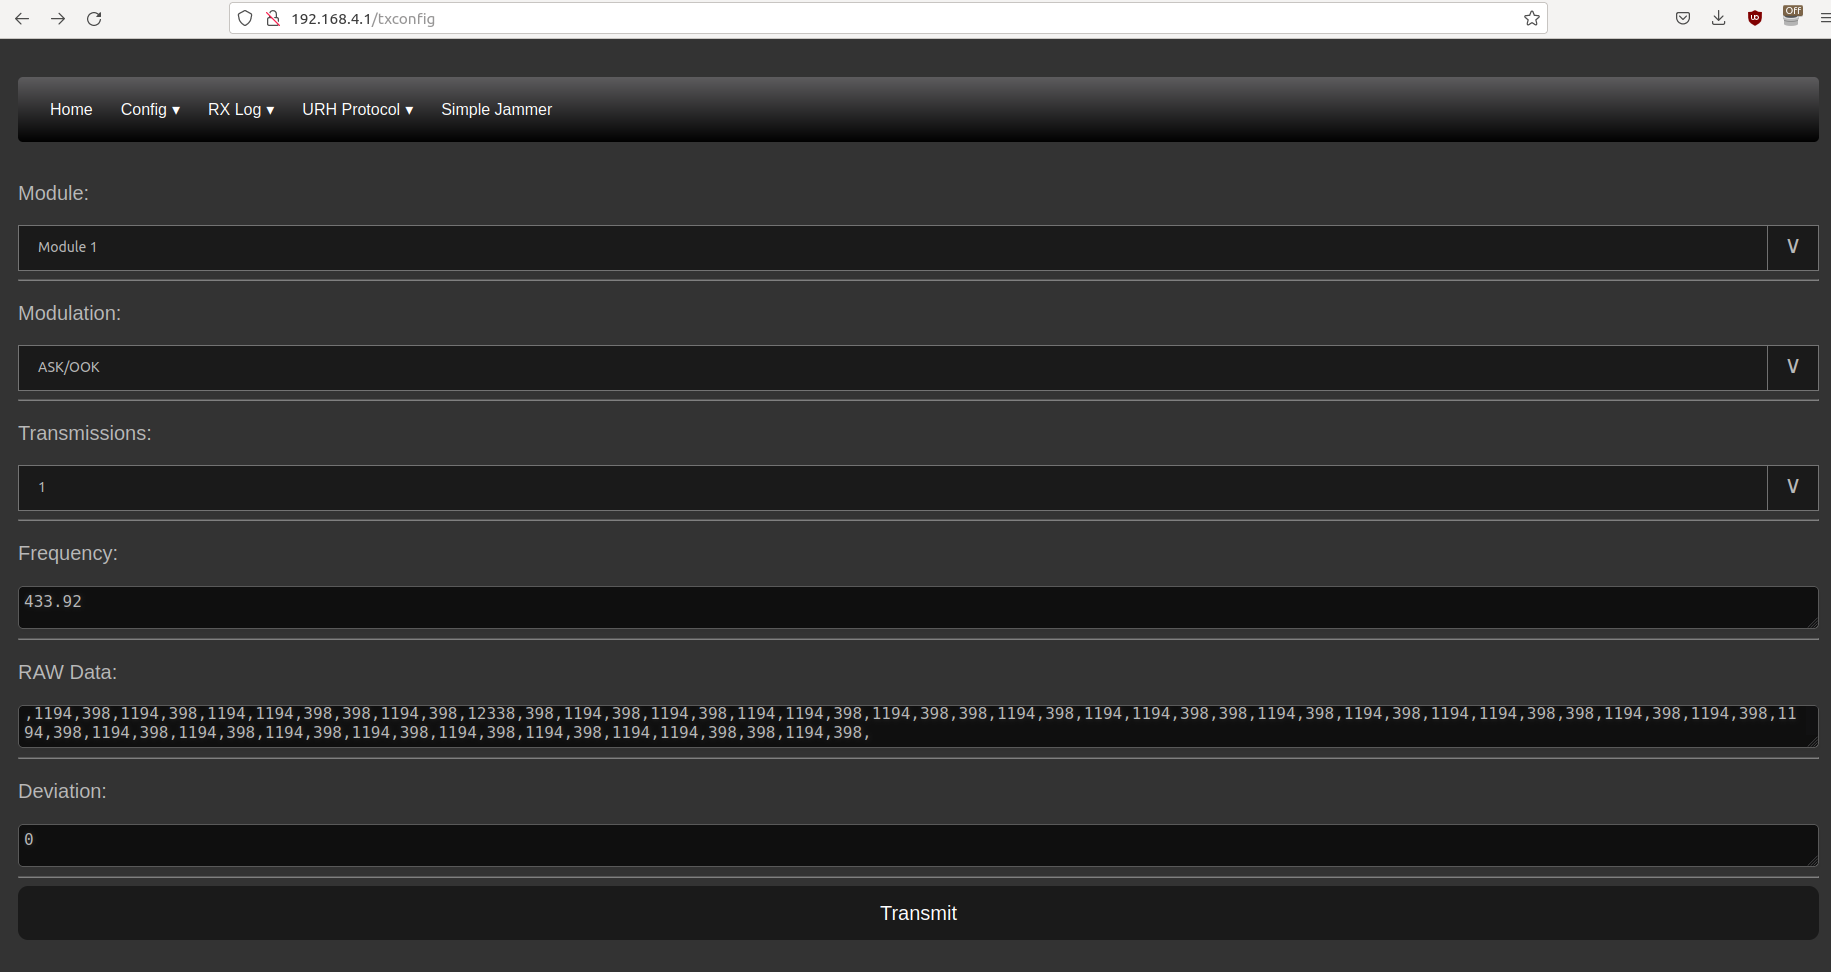 192.168.4.1/txconfig
Off
Home Config ▾ RX Log ▾ URH Protocol ▾ Simple Jammer
Module:
Module 1
Modulation:
ASK/OOK
Transmissions:
1
Frequency:
433.92
RAW Data:
,1194,398,1194,398,1194,1194,398,398,1194,398,12338,398,1194,398,1194,398,1194,1194,398,1194,398,398,1194,398,1194,1194,398,398,1194,398,1194,398,1194,1194,398,398,1194,398,1194,398,11
94,398,1194,398,1194,398,1194,398,1194,398,1194,398,1194,398,1194,1194,398,398,1194,398,
Deviation:
0
Transmit